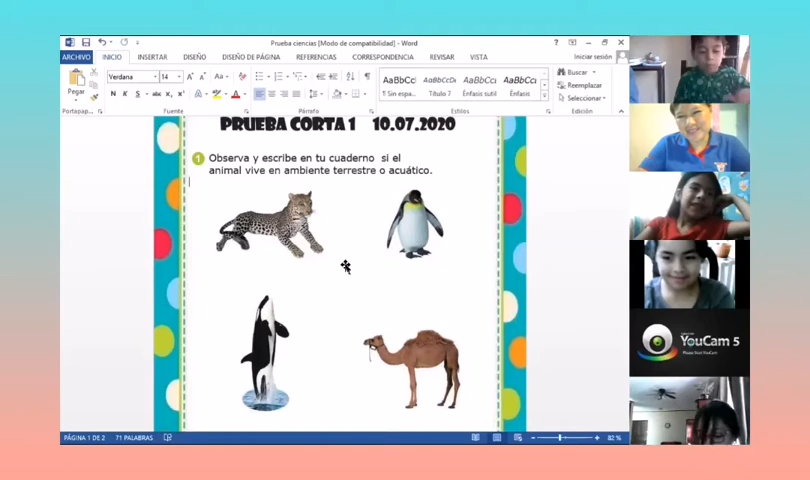 Prueba ciencias [Modo de compatibilidad] - Word
ARCHIVO INICIO INSERTAR DISEÑO DISEÑO DE PÁGINA REFERENCIAS CORRESPONDENCIA REVISAR VISTA Iniciar sesión
Verdana 14
Pegar
N K S abc
AaBbCcI AaBbCcDc AaBbCcI AaBbCcL
¶ Sin espa... Título 7 Énfasis sutil Énfasis
Buscar
Reemplazar
Seleccionar
Portapap... Fuente Párrafo Estilos Edición
PRUEBA CORTA 1 10.07.2020
1 Observa y escribe en tu cuaderno si el
animal vive en ambiente terrestre o acuático.
YouCam 5
PÁGINA 1 DE 2 71 PALABRAS 82 %